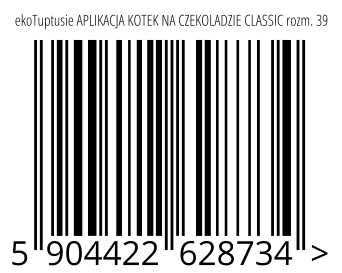 ekoTuptusie APLIKACJA KOTEK NA CZEKOLADZIE CLASSIC rozm. 39
5 904422 628734 >